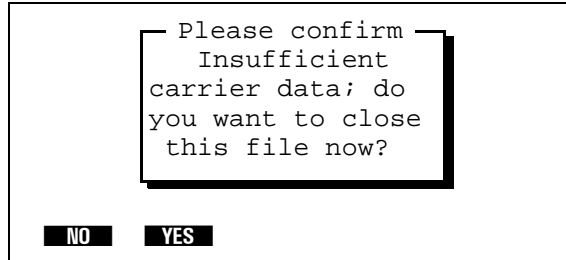 Please confirm
Insufficient
carrier data; do
you want to close
this file now?
NO YES